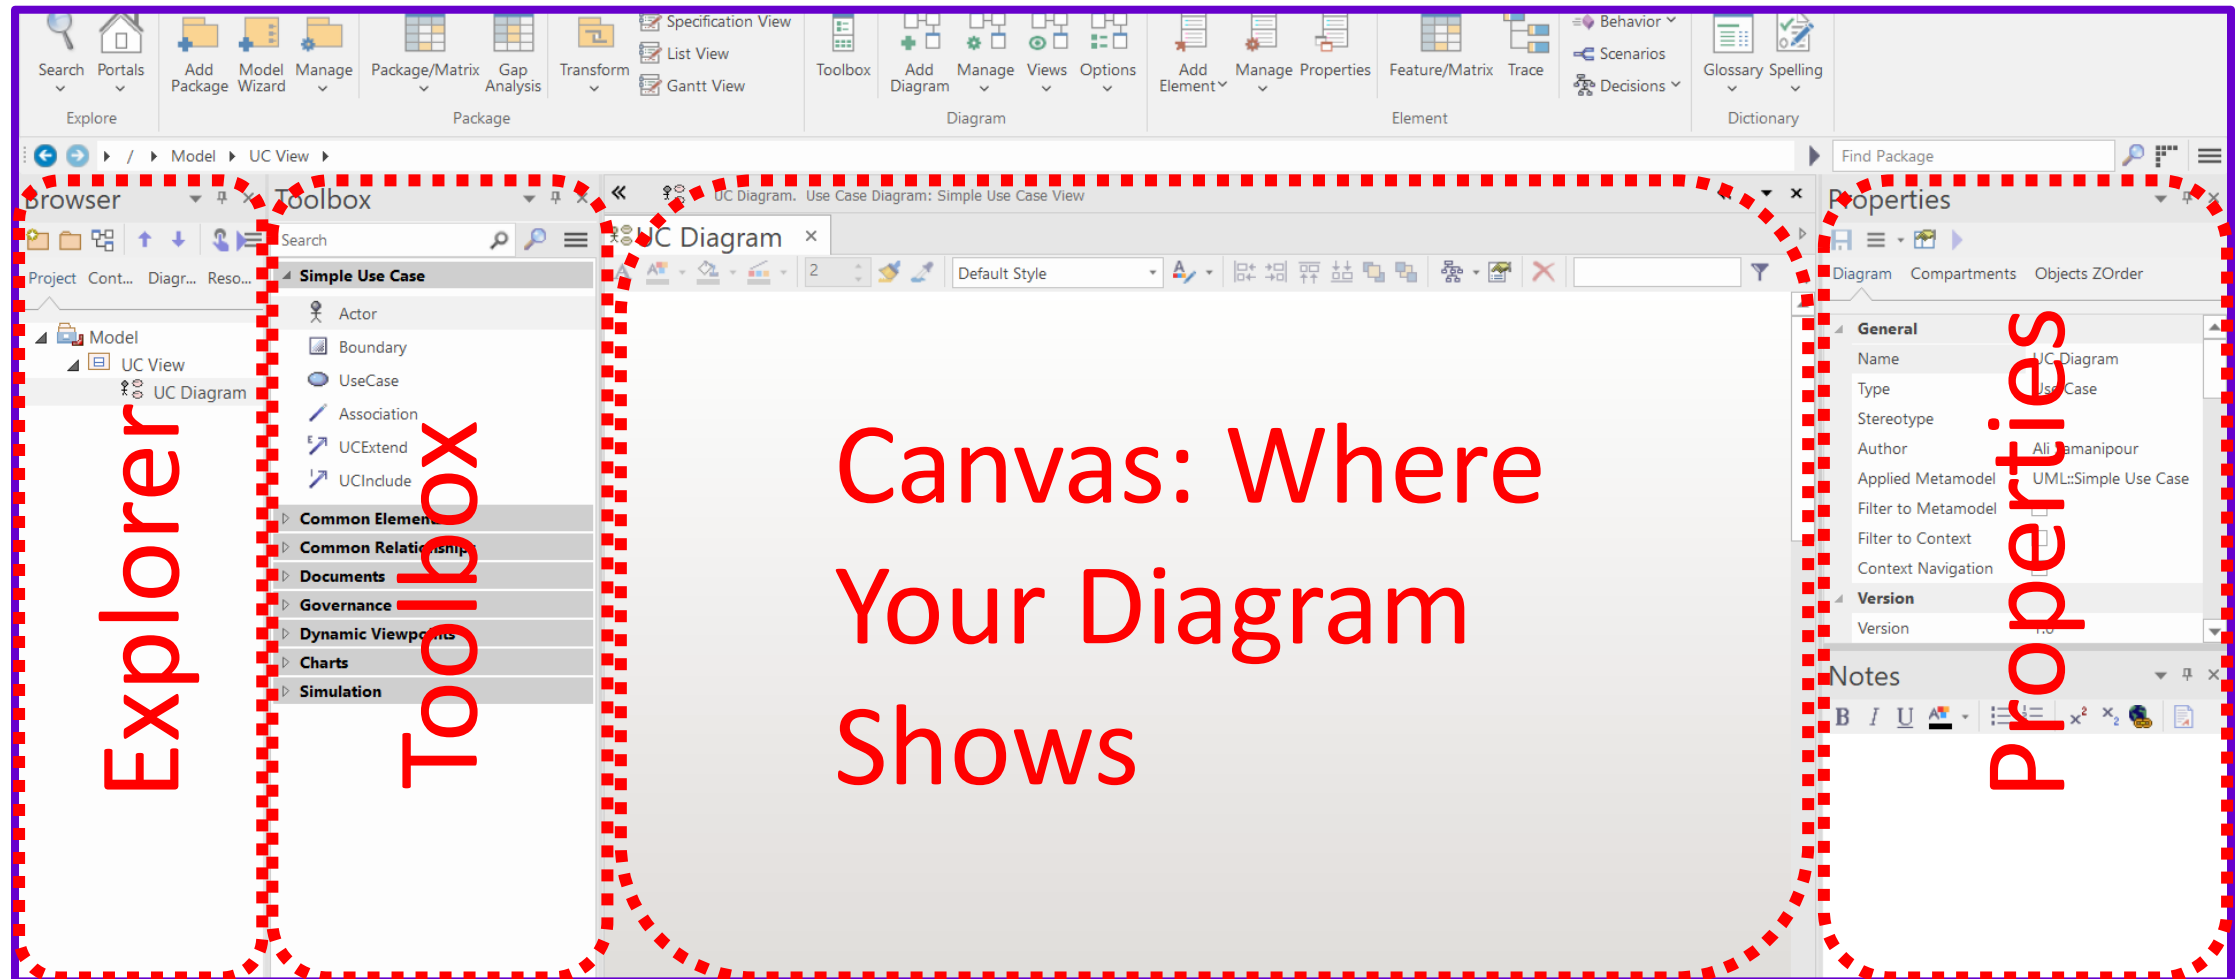 Search
Portals
Explore
Add Package
Model Wizard
Manage
Package/Matrix
Gap Analysis
Transform
Specification View
List View
Gantt View
Package
Toolbox
Add Diagram
Manage
Views
Options
Diagram
Add Element
Manage
Properties
Feature/Matrix
Trace
Behavior
Scenarios
Decisions
Element
Glossary
Spelling
Dictionary
/ Model UC View
Find Package
Browser
Project Cont... Diagr... Reso...
Model
UC View
UC Diagram
Explorer
Toolbox
Search
Simple Use Case
Actor
Boundary
UseCase
Association
UCExtend
UCInclude
Common Elements
Common Relationships
Documents
Governance
Dynamic Viewpoints
Charts
Simulation
Toolbox
UC Diagram. Use Case Diagram: Simple Use Case View
UC Diagram
2
Default Style
Canvas: Where
Your Diagram
Shows
Properties
Diagram Compartments Objects ZOrder
General
Name UC Diagram
Type Use Case
Stereotype
Author Ali
Applied Metamodel UML::Simple Use Case
Filter to Metamodel
Filter to Context
Context Navigation
Version
Version 1.0
Notes
B I U
Properties